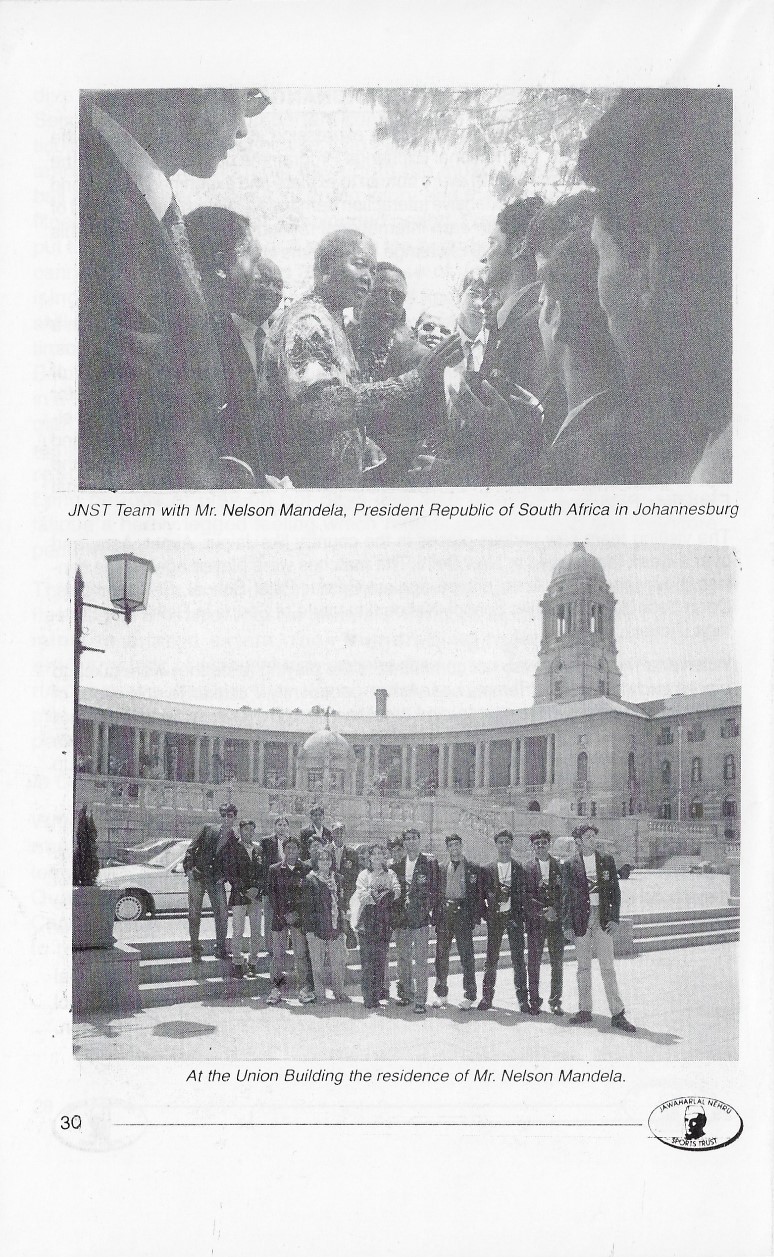 JNST Team with Mr. Nelson Mandela, President Republic of South Africa in Johannesburg
At the Union Building the residence of Mr. Nelson Mandela.
30
JAWAHARLAL NEHRU
SPORTS TRUST